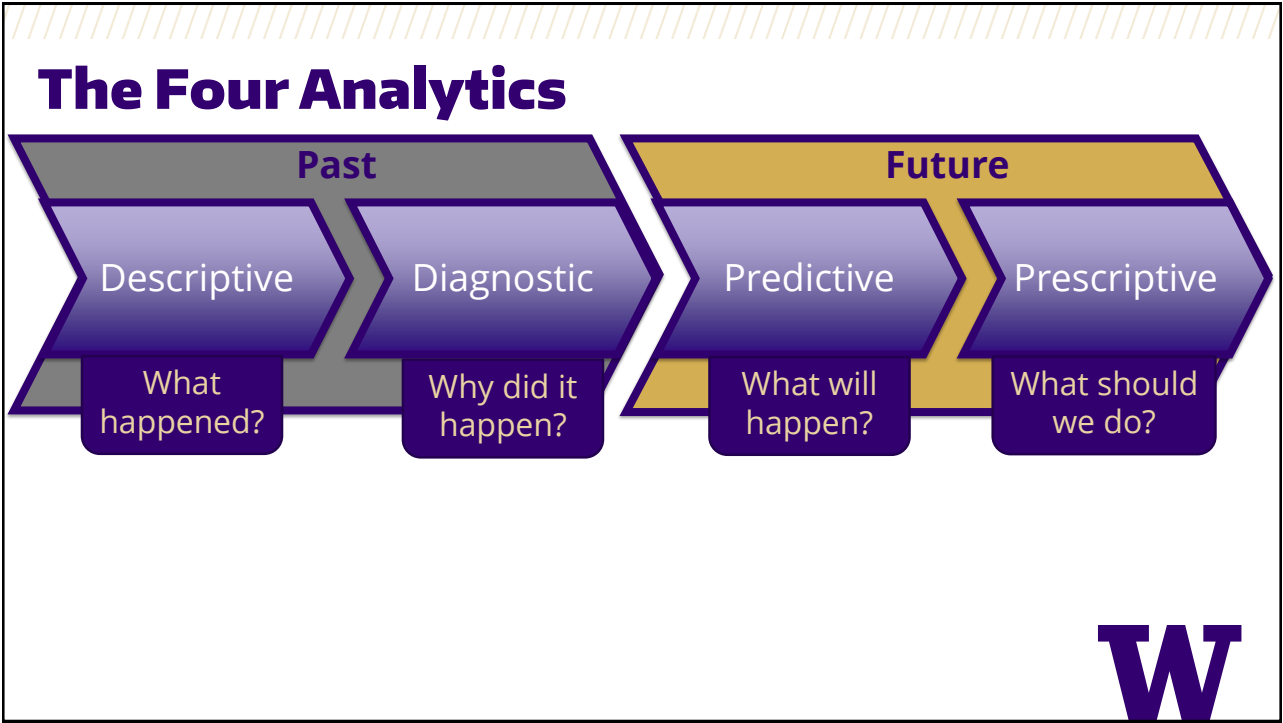 The Four Analytics
Past
Future
Descriptive
Diagnostic
Predictive
Prescriptive
What
happened?
Why did it
happen?
What will
happen?
What should
we do?
W